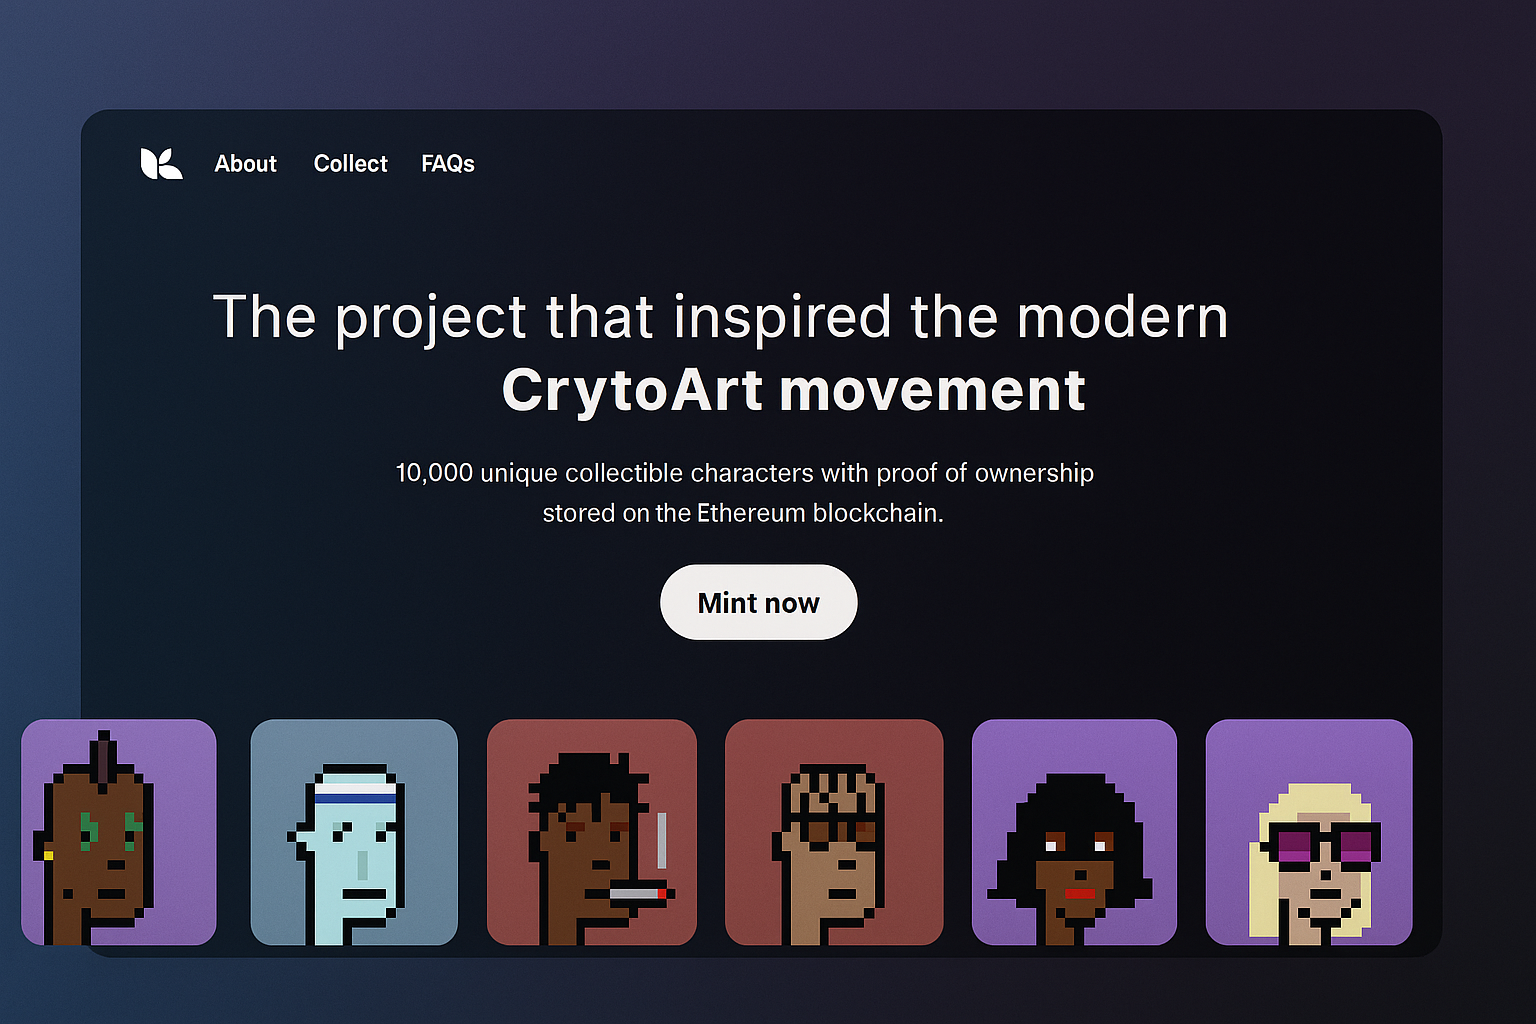 About Collect FAQs
The project that inspired the modern
CrytoArt movement
10,000 unique collectible characters with proof of ownership
stored on the Ethereum blockchain.
Mint now